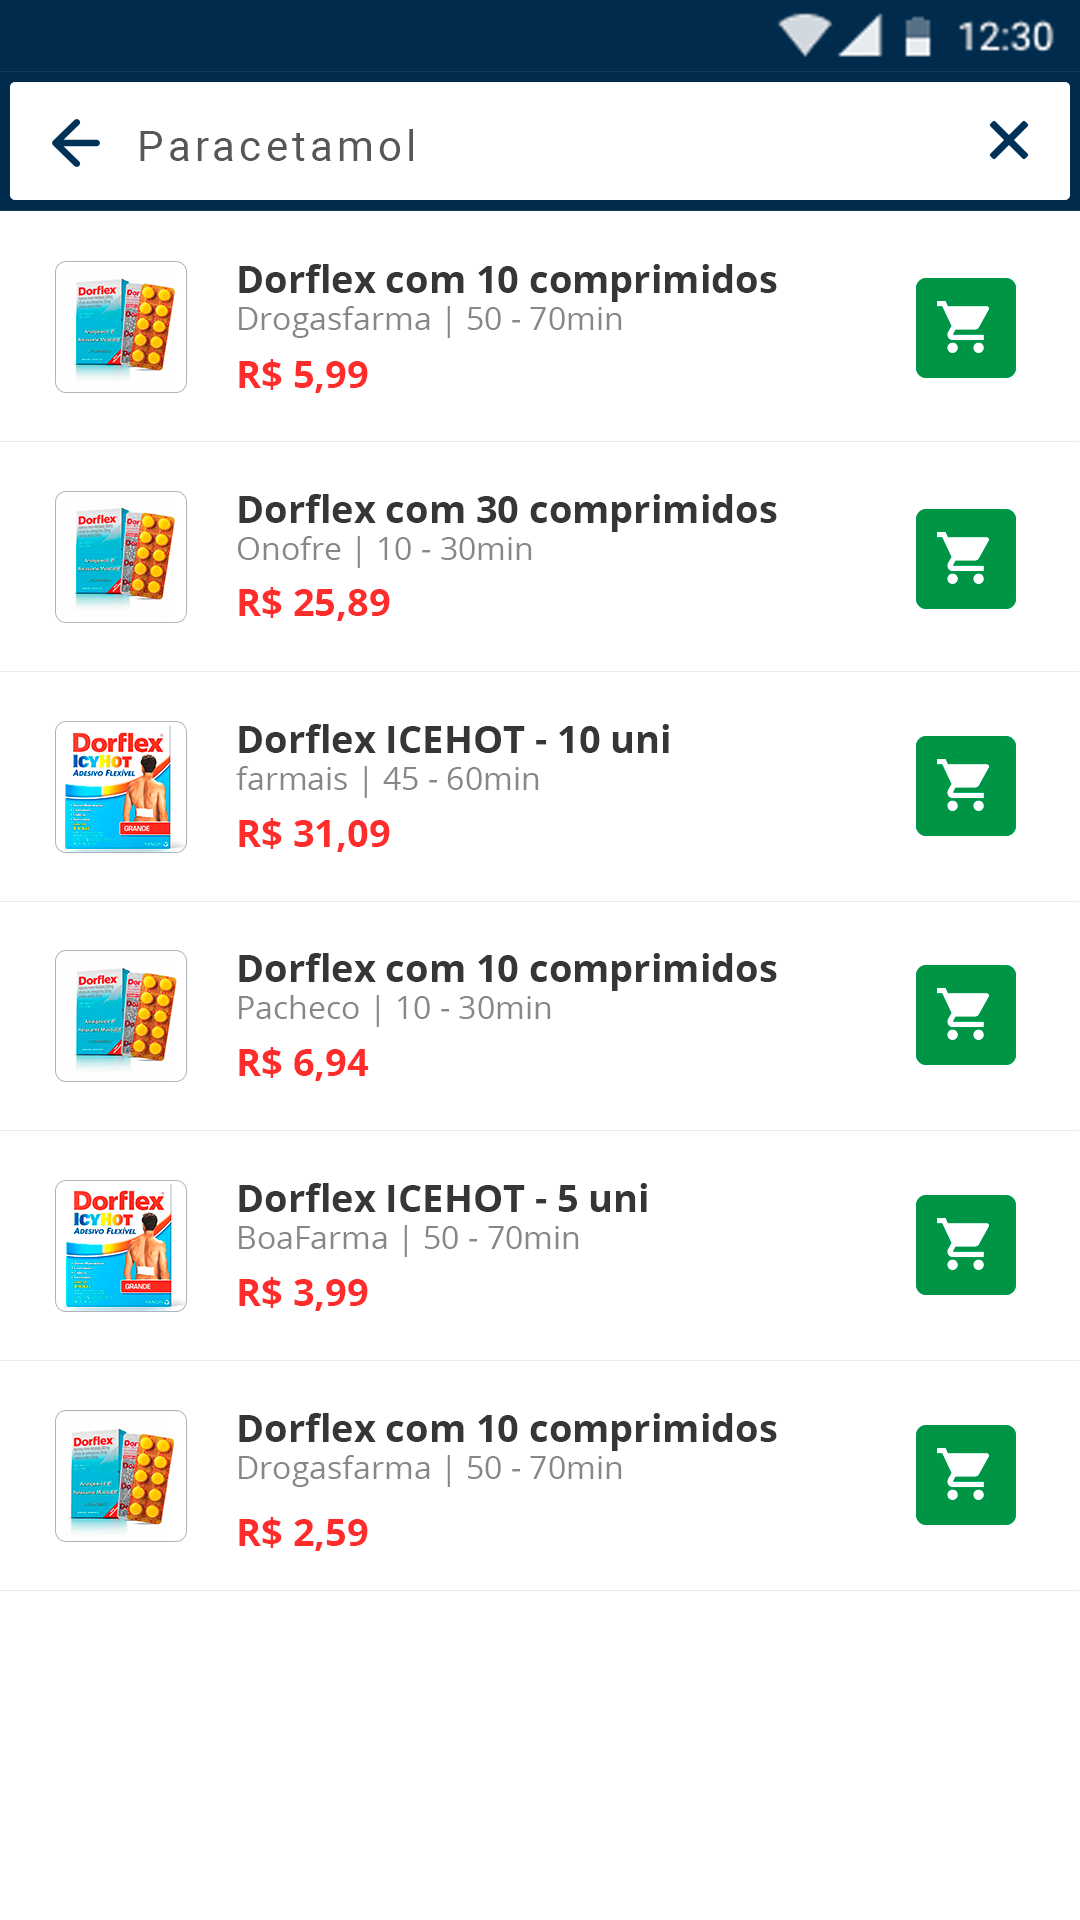 12:30
Paracetamol
Dorflex
Dorflex com 10 comprimidos
Drogasfarma | 50 - 70min
R$ 5,99
Dorflex
Dorflex com 30 comprimidos
Onofre | 10 - 30min
R$ 25,89
Dorflex
ICYHOT
ADESIVO FLEXÍVEL
GRANDE
Dorflex ICEHOT - 10 uni
farmais | 45 - 60min
R$ 31,09
Dorflex
Dorflex com 10 comprimidos
Pacheco | 10 - 30min
R$ 6,94
Dorflex
ICYHOT
ADESIVO FLEXÍVEL
GRANDE
Dorflex ICEHOT - 5 uni
BoaFarma | 50 - 70min
R$ 3,99
Dorflex
Dorflex com 10 comprimidos
Drogasfarma | 50 - 70min
R$ 2,59